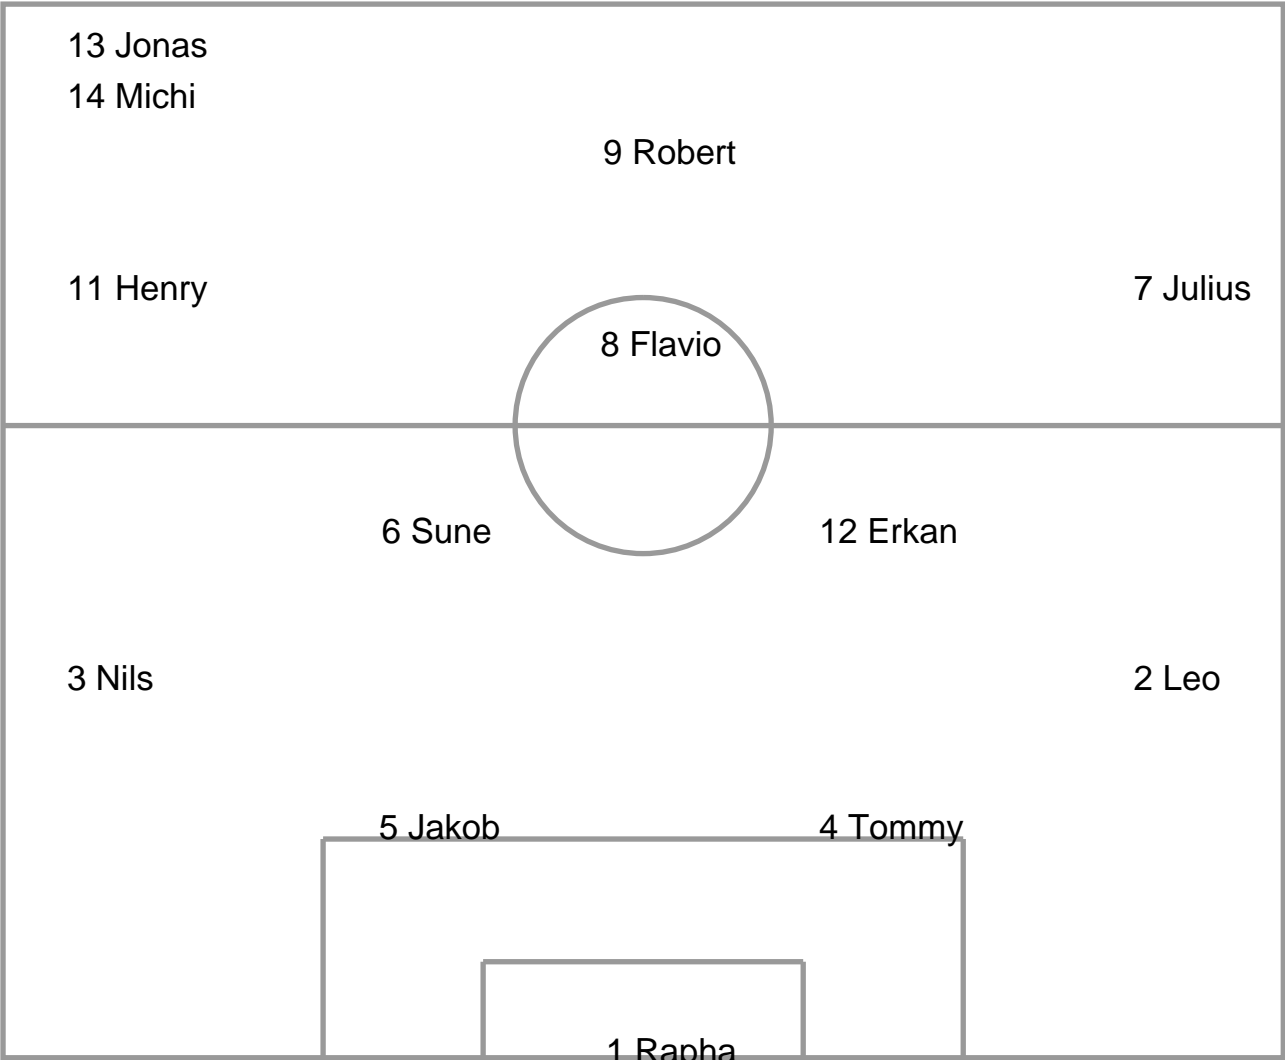 13 Jonas
14 Michi
9 Robert
11 Henry
7 Julius
8 Flavio
6 Sune
12 Erkan
3 Nils
2 Leo
5 Jakob
4 Tommy
1 Rapha